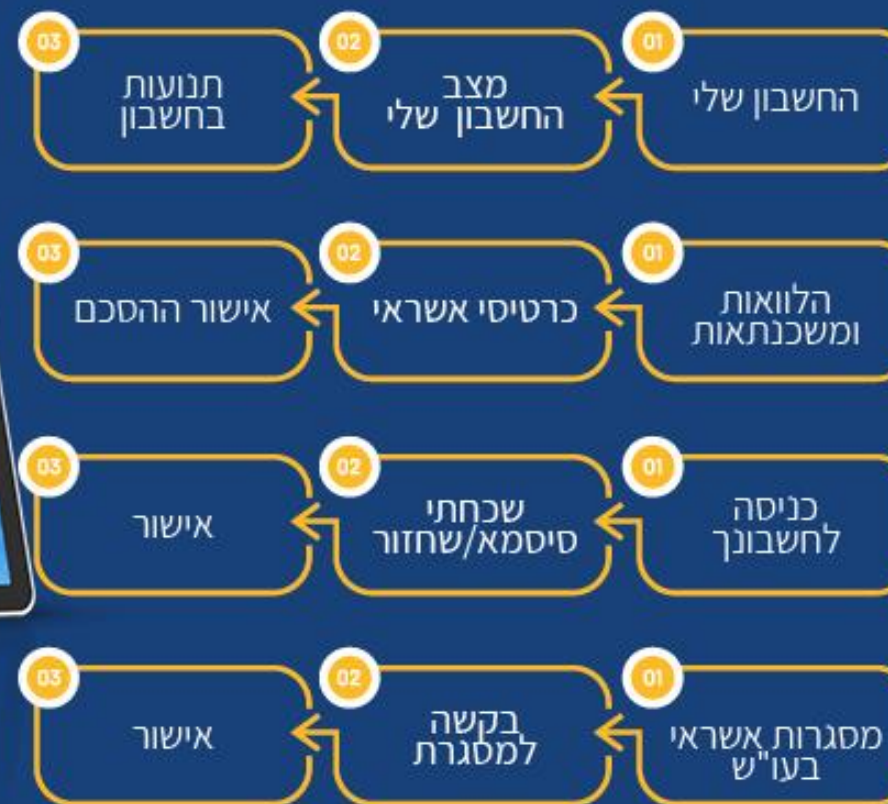 01
החשבון שלי
02
מצב
החשבון שלי
03
תנועות
בחשבון
01
הלוואות
ומשכנתאות
02
כרטיסי אשראי
03
אישור ההסכם
01
כניסה
לחשבונך
02
שכחתי
סיסמא/שחזור
03
אישור
01
מסגרות אשראי
בעו"ש
02
בקשה
למסגרת
03
אישור